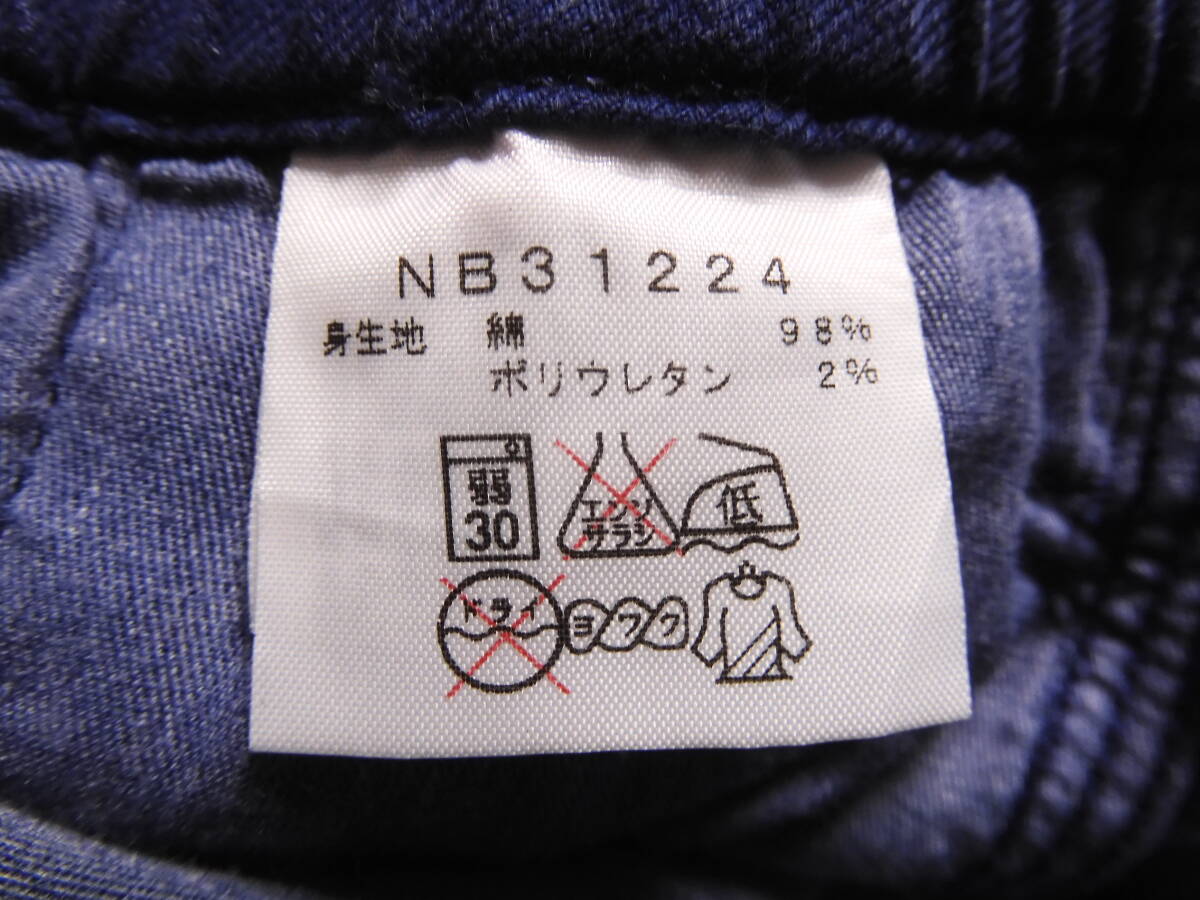 NB31224
身生地 綿 98%
ポリウレタン 2%
弱 30
エンソ チラシ
低
ドライ
ヨワク